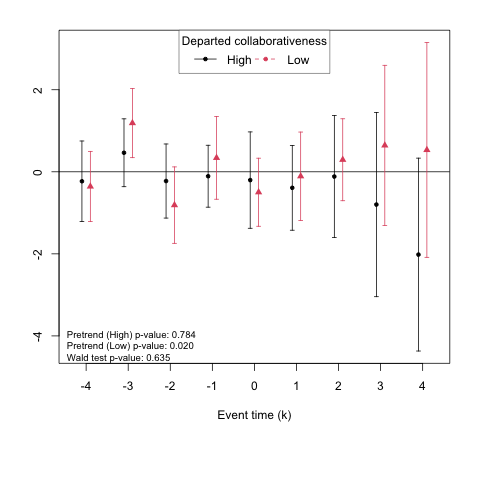 Departed collaborativeness
High Low
2
0
-2
-4
Pretrend (High) p-value: 0.784
Pretrend (Low) p-value: 0.020
Wald test p-value: 0.635
-4 -3 -2 -1 0 1 2 3 4
Event time (k)